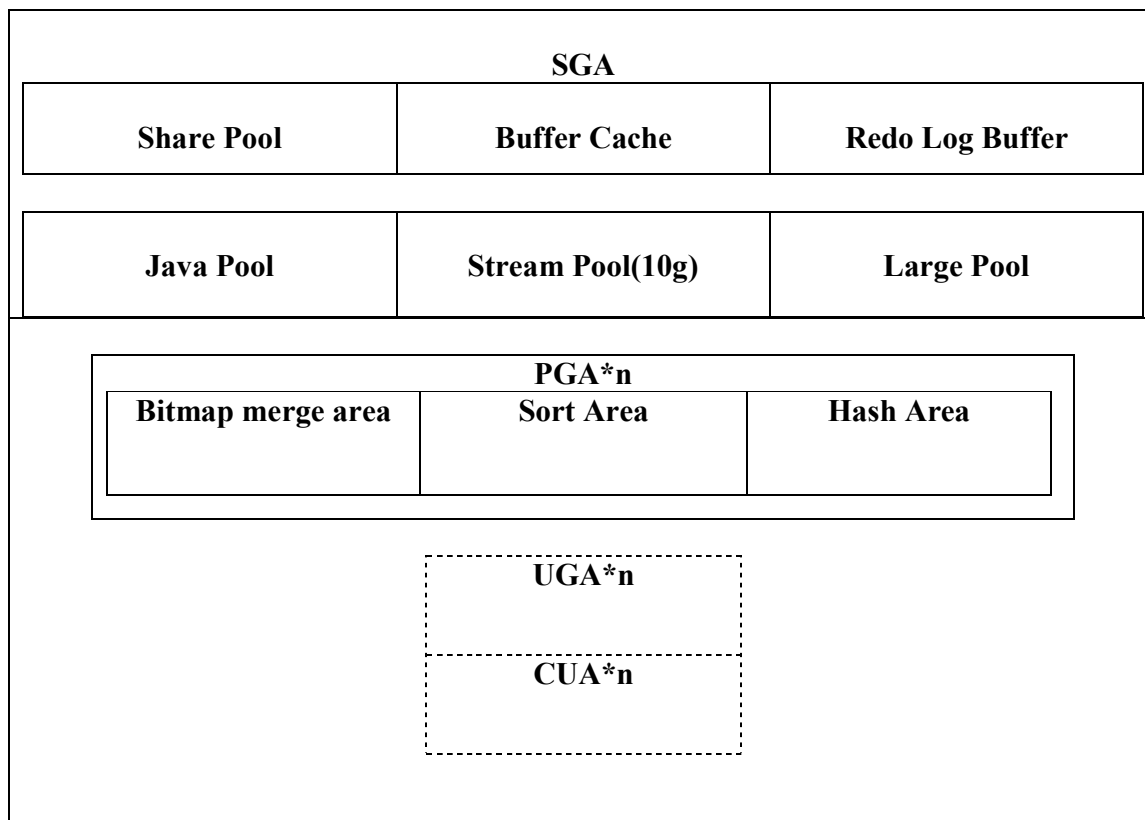 SGA
Share Pool
Buffer Cache
Redo Log Buffer
Java Pool
Stream Pool(10g)
Large Pool
PGA*n
Bitmap merge area
Sort Area
Hash Area
UGA*n
CUA*n